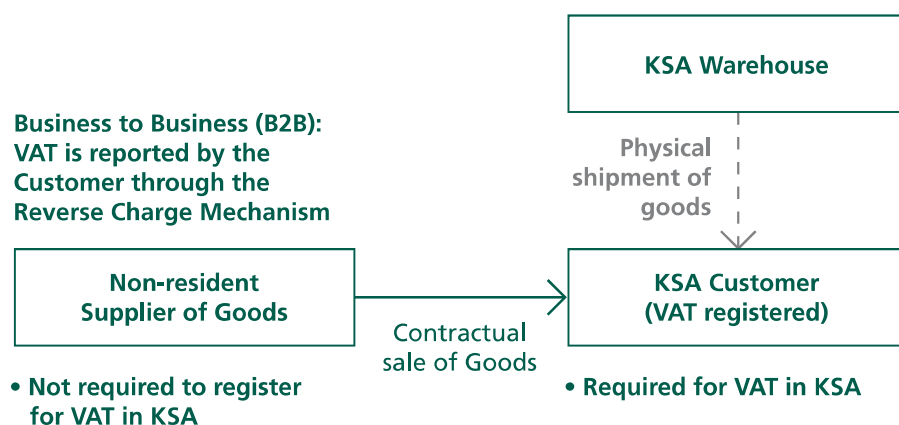 KSA Warehouse
Business to Business (B2B):
VAT is reported by the
Customer through the
Reverse Charge Mechanism
Physical
shipment of
goods
Non-resident
Supplier of Goods
KSA Customer
(VAT registered)
Contractual
sale of Goods
• Not required to register
for VAT in KSA
• Required for VAT in KSA